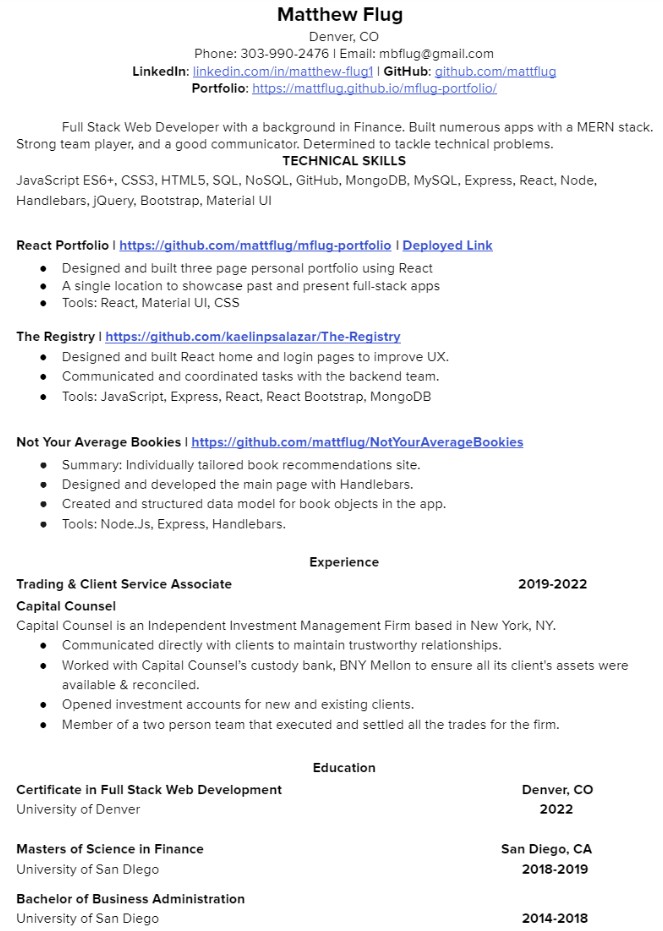 Matthew Flug
Denver, CO
Phone: 303-990-2476 | Email: mbflug@gmail.com
LinkedIn: linkedin.com/in/matthew-flug1 | GitHub: github.com/mattflug
Portfolio: https://mattflug.github.io/mflug-portfolio/
Full Stack Web Developer with a background in Finance. Built numerous apps with a MERN stack.
Strong team player, and a good communicator. Determined to tackle technical problems.
TECHNICAL SKILLS
JavaScript ES6+, CSS3, HTML5, SQL, NoSQL, GitHub, MongoDB, MySQL, Express, React, Node,
Handlebars, jQuery, Bootstrap, Material UI
React Portfolio | https://github.com/mattflug/mflug-portfolio | Deployed Link
● Designed and built three page personal portfolio using React
● A single location to showcase past and present full-stack apps
● Tools: React, Material UI, CSS
The Registry | https://github.com/kaelinpsalazar/The-Registry
● Designed and built React home and login pages to improve UX.
● Communicated and coordinated tasks with the backend team.
● Tools: JavaScript, Express, React, React Bootstrap, MongoDB
Not Your Average Bookies | https://github.com/mattflug/NotYourAverageBookies
● Summary: Individually tailored book recommendations site.
● Designed and developed the main page with Handlebars.
● Created and structured data model for book objects in the app.
● Tools: Node.Js, Express, Handlebars.
Experience
Trading & Client Service Associate 2019-2022
Capital Counsel
Capital Counsel is an Independent Investment Management Firm based in New York, NY.
● Communicated directly with clients to maintain trustworthy relationships.
● Worked with Capital Counsel's custody bank, BNY Mellon to ensure all its client's assets were
available & reconciled.
● Opened investment accounts for new and existing clients.
● Member of a two person team that executed and settled all the trades for the firm.
Education
Certificate in Full Stack Web Development Denver, CO
University of Denver 2022
Masters of Science in Finance San Diego, CA
University of San DIego 2018-2019
Bachelor of Business Administration
University of San Diego 2014-2018